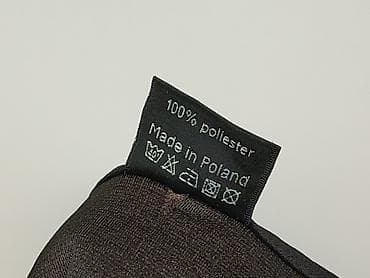 100% poliester
Made in Poland